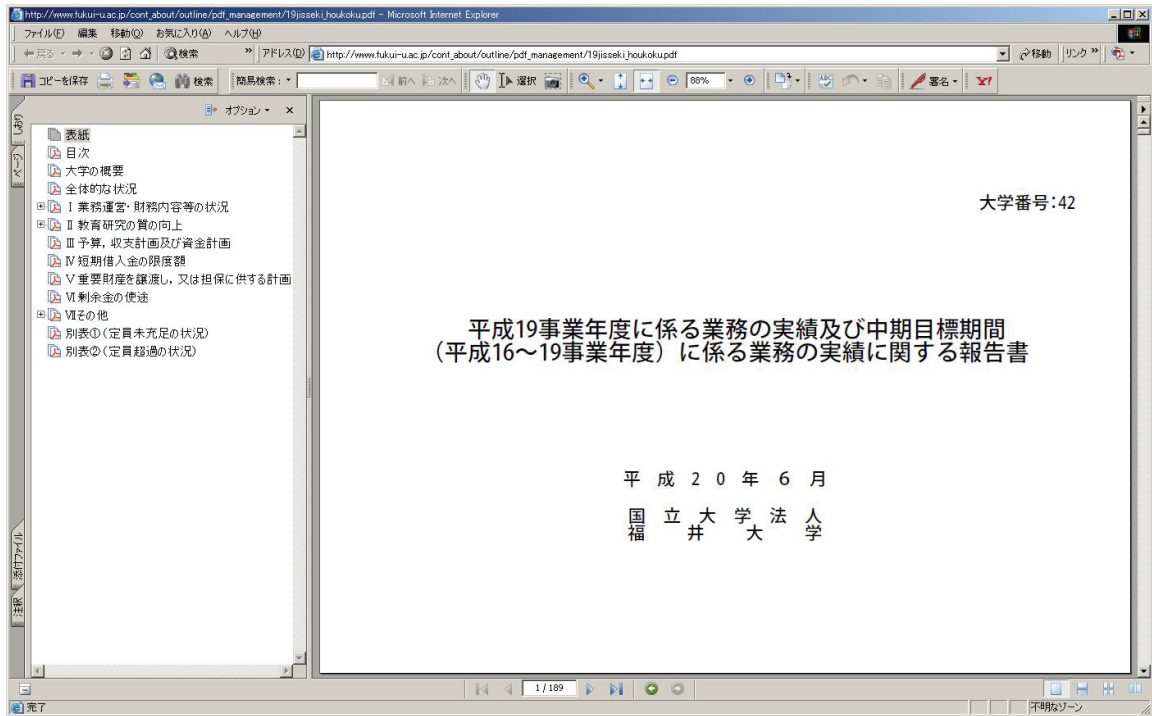 http://www.fukui-u.ac.jp/cont_about/outline/pdf_management/19jisseki_houkoku.pdf - Microsoft Internet Explorer
ファイル(F) 編集 移動(O) お気に入り(A) ヘルプ(H)
戻る 検索 » アドレス(D) http://www.fukui-u.ac.jp/cont_about/outline/pdf_management/19jisseki_houkoku.pdf 移動 リンク »
コピーを保存 検索 簡易検索: 前へ 次へ 選択 88% 署名 Y!
オプション ×
しおり
ページ
添付ファイル
注釈
表紙
目次
大学の概要
全体的な状況
Ⅰ 業務運営・財務内容等の状況
Ⅱ 教育研究の質の向上
Ⅲ 予算，収支計画及び資金計画
Ⅳ 短期借入金の限度額
Ⅴ 重要財産を譲渡し，又は担保に供する計画
Ⅵ 剰余金の使途
Ⅶその他
別表①(定員未充足の状況)
別表②(定員超過の状況)
大学番号:42
平成19事業年度に係る業務の実績及び中期目標期間
（平成16～19事業年度）に係る業務の実績に関する報告書
平成20年6月
国立大学法人
福井大学
1/189
完了 不明なゾーン